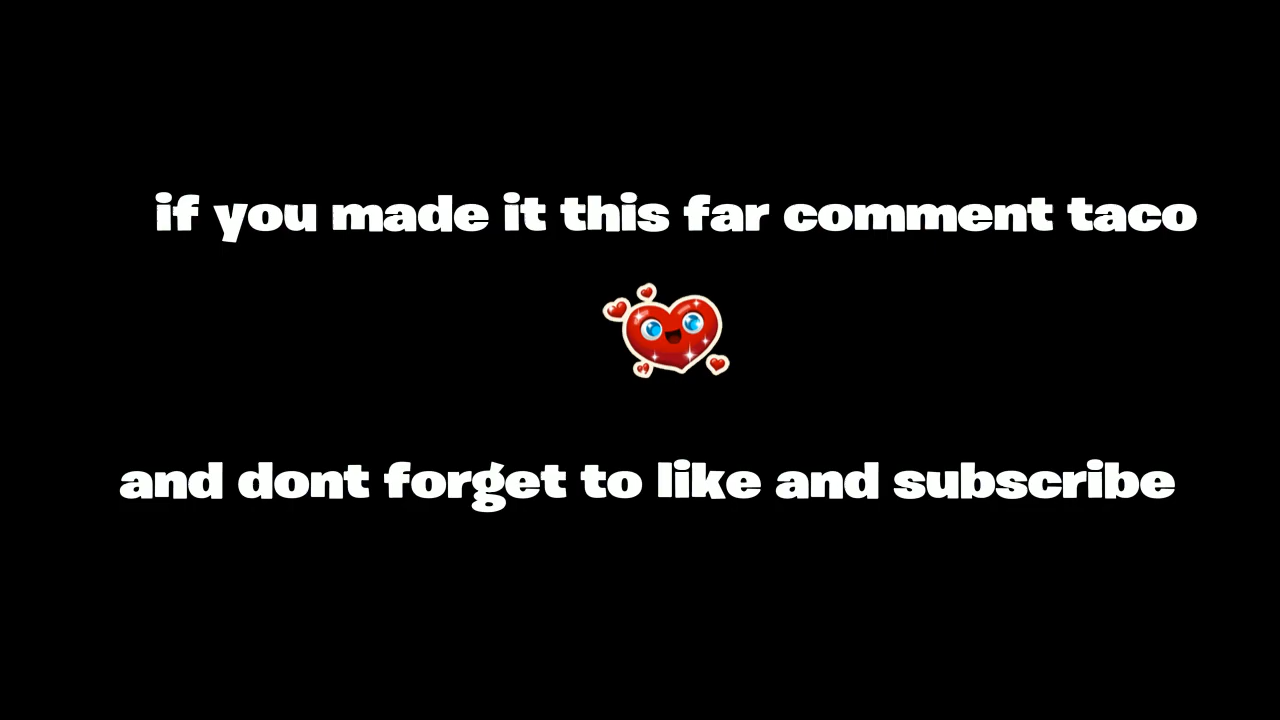 if you made it this far comment taco
and dont forget to like and subscribe